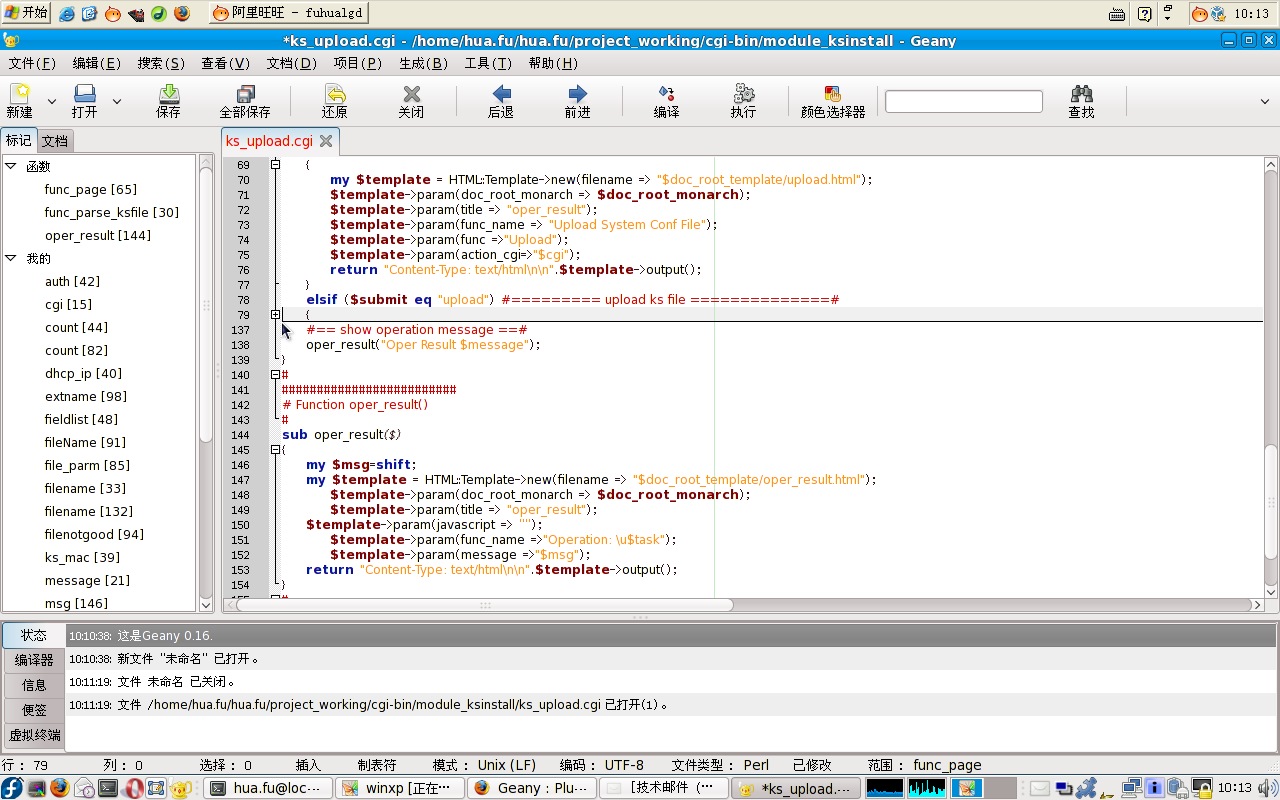 开始 阿里旺旺 - fuhualgd 10:13
*ks_upload.cgi - /home/hua.fu/hua.fu/project_working/cgi-bin/module_ksinstall - Geany
文件(F) 编辑(E) 搜索(S) 查看(V) 文档(D) 项目(P) 生成(B) 工具(T) 帮助(H)
新建 打开 保存 全部保存 还原 关闭 后退 前进 编译 执行 颜色选择器 查找
标记 文档
ks_upload.cgi
函数
func_page [65]
func_parse_ksfile [30]
oper_result [144]
我的
auth [42]
cgi [15]
count [44]
count [82]
dhcp_ip [40]
extname [98]
fieldlist [48]
fileName [91]
file_parm [85]
filename [33]
filename [132]
filenotgood [94]
ks_mac [39]
message [21]
msg [146]
69 {
70 my $template = HTML::Template->new(filename => "$doc_root_template/upload.html");
71 $template->param(doc_root_monarch => $doc_root_monarch);
72 $template->param(title => "oper_result");
73 $template->param(func_name => "Upload System Conf File");
74 $template->param(func =>"Upload");
75 $template->param(action_cgi=>"$cgi");
76 return "Content-Type: text/html\n\n".$template->output();
77 }
78 elsif ($submit eq "upload") #========= upload ks file ==============#
79 {
137 #== show operation message ==#
138 oper_result("Oper Result $message");
139 }
140 #
141 #########################
142 # Function oper_result()
143 #
144 sub oper_result($)
145 {
146 my $msg=shift;
147 my $template = HTML::Template->new(filename => "$doc_root_template/oper_result.html");
148 $template->param(doc_root_monarch => $doc_root_monarch);
149 $template->param(title => "oper_result");
150 $template->param(javascript => "");
151 $template->param(func_name =>"Operation: \u$task");
152 $template->param(message =>"$msg");
153 return "Content-Type: text/html\n\n".$template->output();
154 }
状态
编译器
信息
便签
虚拟终端
10:10:38: 这是Geany 0.16.
10:10:38: 新文件 "未命名" 已打开。
10:11:19: 文件 未命名 已关闭。
10:11:19: 文件 /home/hua.fu/hua.fu/project_working/cgi-bin/module_ksinstall/ks_upload.cgi 已打开(1)。
行： 79 列： 0 选择： 0 插入 制表符 模式： Unix (LF) 编码： UTF-8 文件类型： Perl 已修改 范围： func_page
hua.fu@loc... winxp [正在... Geany : Plu... [技术邮件（... *ks_upload.... 10:13